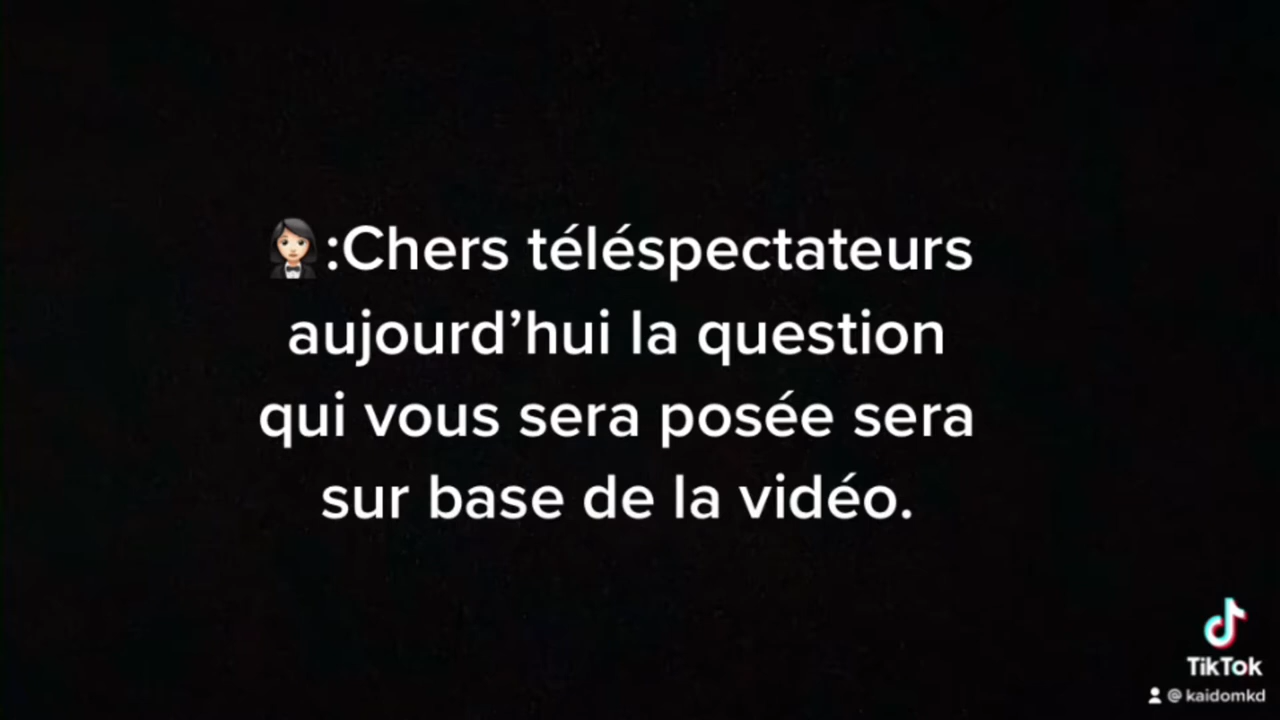 🤵🏻‍♀️:Chers téléspectateurs
aujourd’hui la question
qui vous sera posée sera
sur base de la vidéo.
TikTok
@ kaidomkd